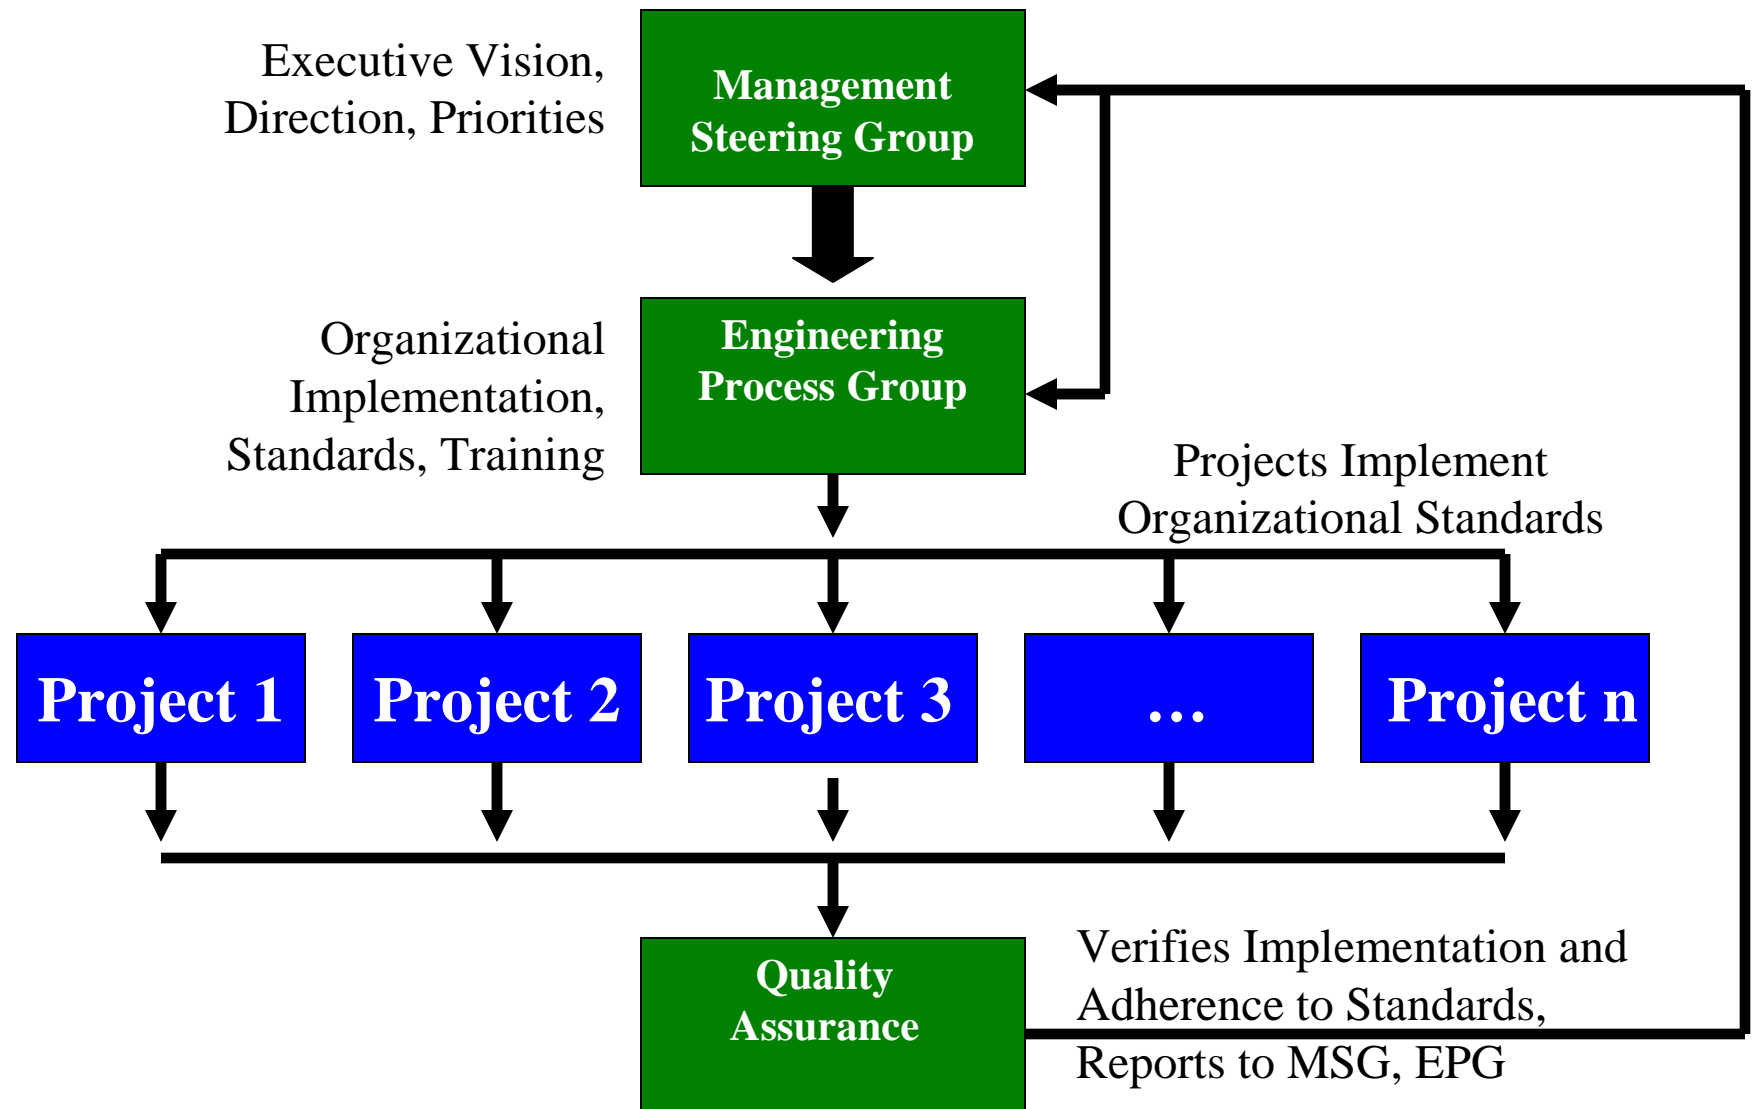 Executive Vision,
Direction, Priorities
Management
Steering Group
Organizational
Implementation,
Standards, Training
Engineering
Process Group
Projects Implement
Organizational Standards
Project 1
Project 2
Project 3
…
Project n
Quality
Assurance
Verifies Implementation and
Adherence to Standards,
Reports to MSG, EPG